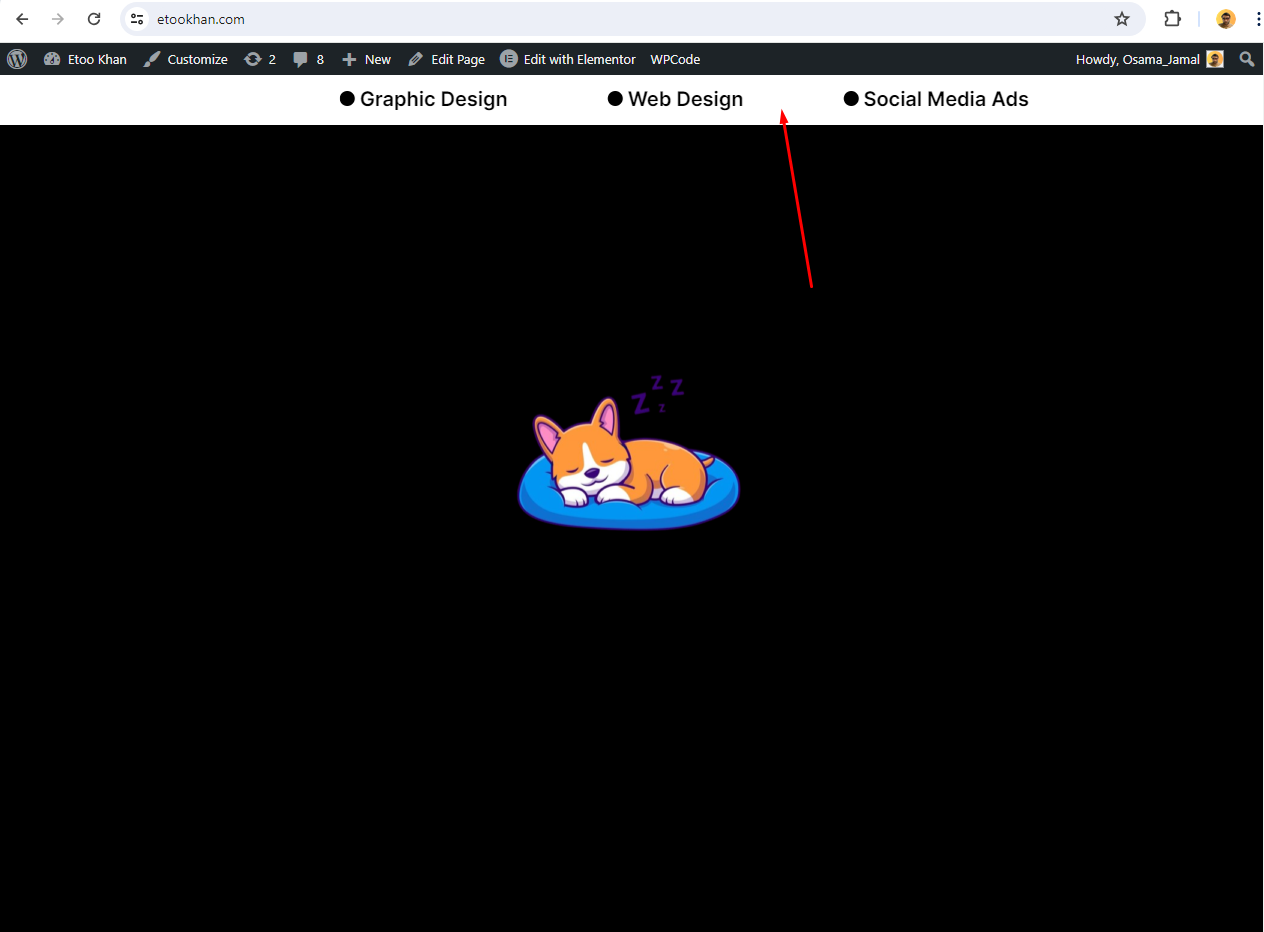 etookhan.com
Etoo Khan Customize 2 8 New Edit Page Edit with Elementor WPCode Howdy, Osama_Jamal
Graphic Design Web Design Social Media Ads
z z
Z z